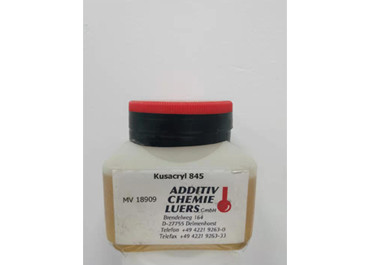 Kusacryl 845
MV 18909
ADDITIV
CHEMIE
LUERS GmbH
Brendelweg 164
D-27755 Delmenhorst
Telefon +49 4221 9263-0
Telefax +49 4221 9263-33